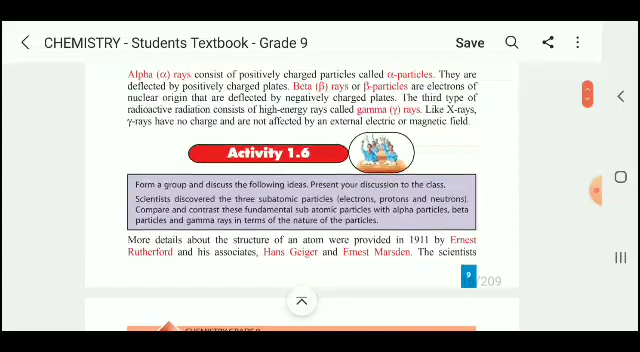 CHEMISTRY - Students Textbook - Grade 9
Save
Alpha (α) rays consist of positively charged particles called α-particles. They are
deflected by positively charged plates. Beta (β) rays or β-particles are electrons of
nuclear origin that are deflected by negatively charged plates. The third type of
radioactive radiation consists of high-energy rays called gamma (γ) rays. Like X-rays,
γ-rays have no charge and are not affected by an external electric or magnetic field.
Activity 1.6
Form a group and discuss the following ideas. Present your discussion to the class.
Scientists discovered the three subatomic particles (electrons, protons and neutrons).
Compare and contrast these fundamental sub atomic particles with alpha particles, beta
particles and gamma rays in terms of the nature of the particles.
More details about the structure of an atom were provided in 1911 by Ernest
Rutherford and his associates, Hans Geiger and Ernest Marsden. The scientists
9
/209
CHEMISTRY GRADE 9